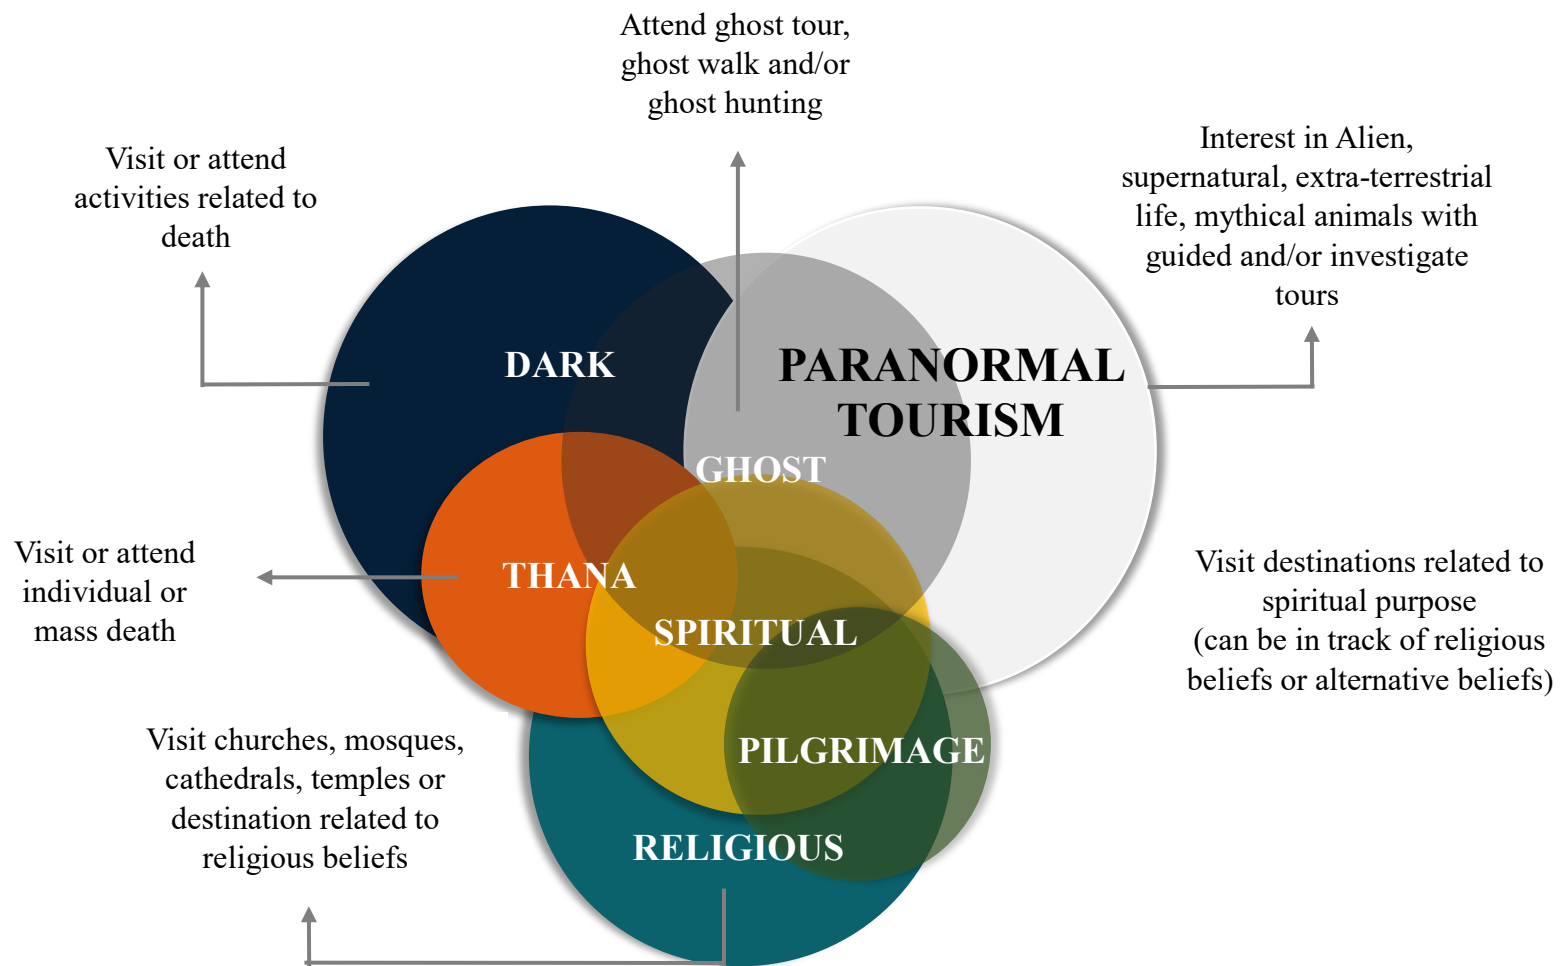 Attend ghost tour,
ghost walk and/or
ghost hunting
Visit or attend
activities related to
death
Interest in Alien,
supernatural, extra-terrestrial
life, mythical animals with
guided and/or investigate
tours
DARK
PARANORMAL
TOURISM
GHOST
Visit or attend
individual or
mass death
THANA
SPIRITUAL
Visit destinations related to
spiritual purpose
(can be in track of religious
beliefs or alternative beliefs)
Visit churches, mosques,
cathedrals, temples or
destination related to
religious beliefs
PILGRIMAGE
RELIGIOUS